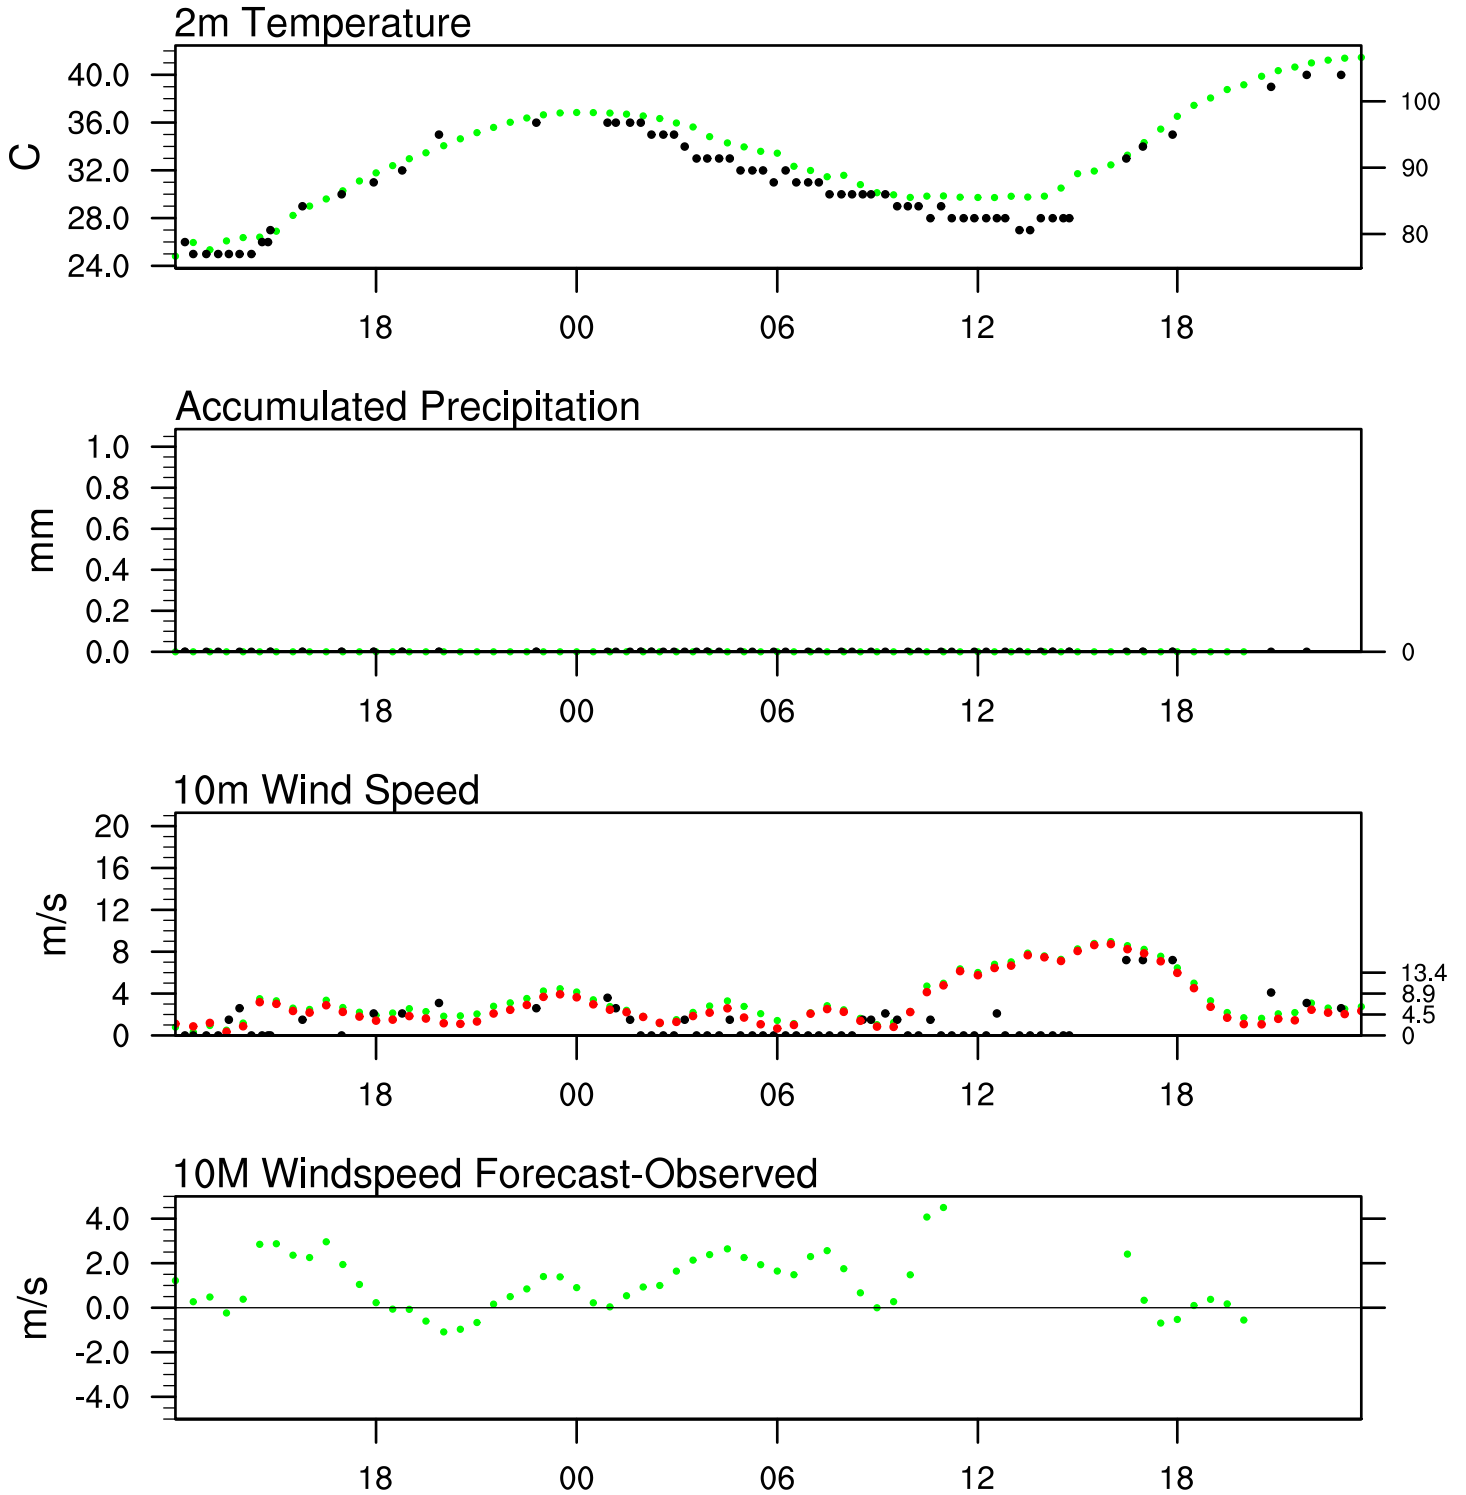 2m Temperature
40.0
36.0
32.0
28.0
24.0
C
100
90
80
18 00 06 12 18
Accumulated Precipitation
1.0
0.8
0.6
0.4
0.2
0.0
mm
0
18 00 06 12 18
10m Wind Speed
20
16
12
8
4
0
m/s
13.4
8.9
4.5
0
18 00 06 12 18
10M Windspeed Forecast-Observed
4.0
2.0
0.0
-2.0
-4.0
m/s
18 00 06 12 18